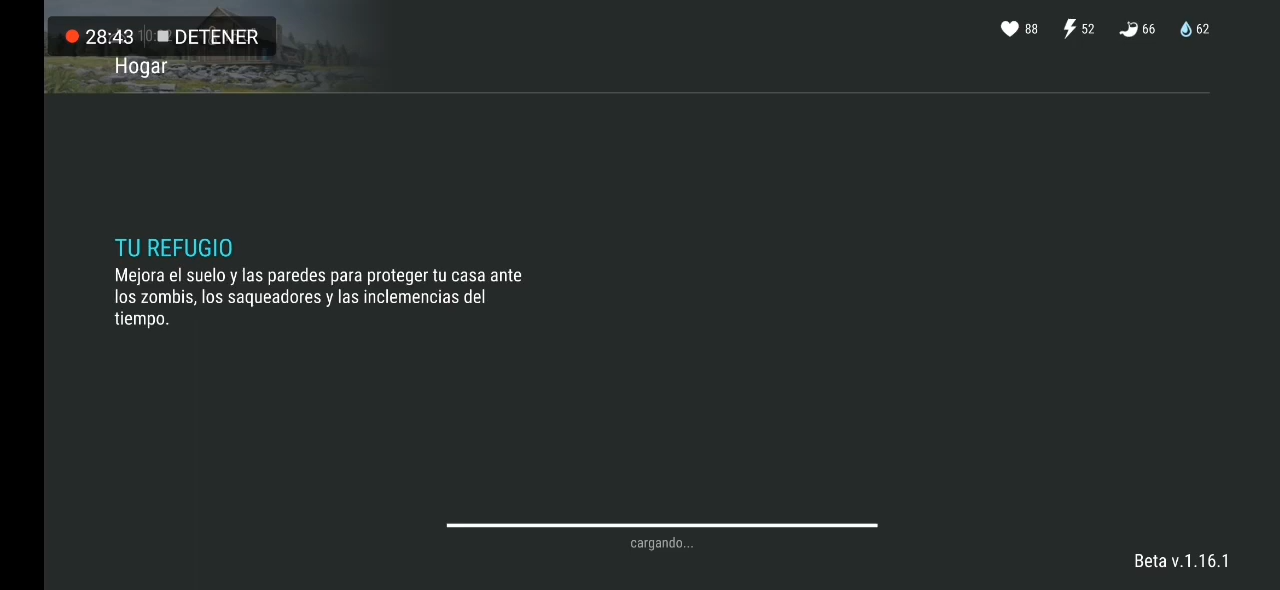 28:43 DETENER
88 52 66 62
Hogar
TU REFUGIO
Mejora el suelo y las paredes para proteger tu casa ante
los zombis, los saqueadores y las inclemencias del
tiempo.
cargando...
Beta v.1.16.1